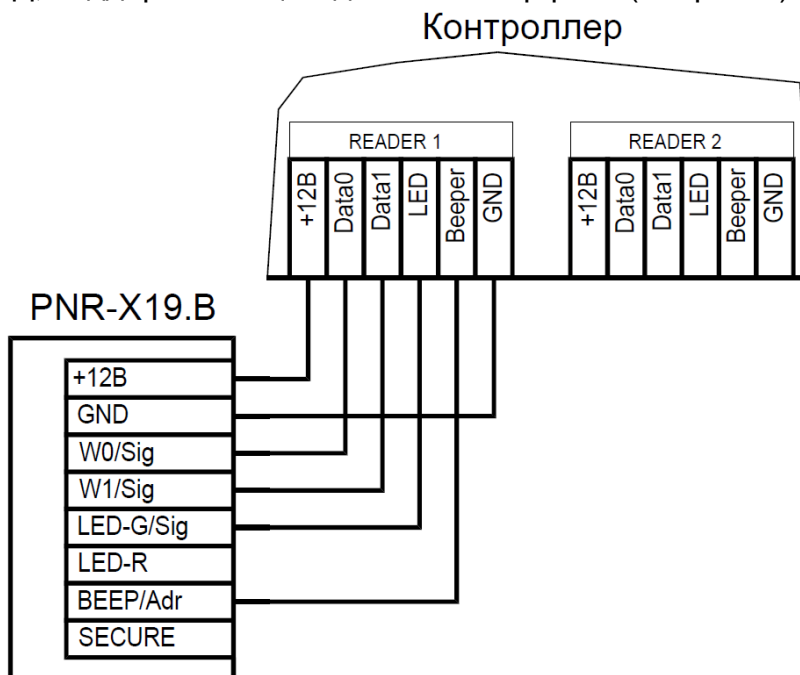 Контроллер
READER 1
READER 2
+12В
Data0
Data1
LED
Beeper
GND
+12В
Data0
Data1
LED
Beeper
GND
PNR-X19.B
+12В
GND
W0/Sig
W1/Sig
LED-G/Sig
LED-R
BEEP/Adr
SECURE